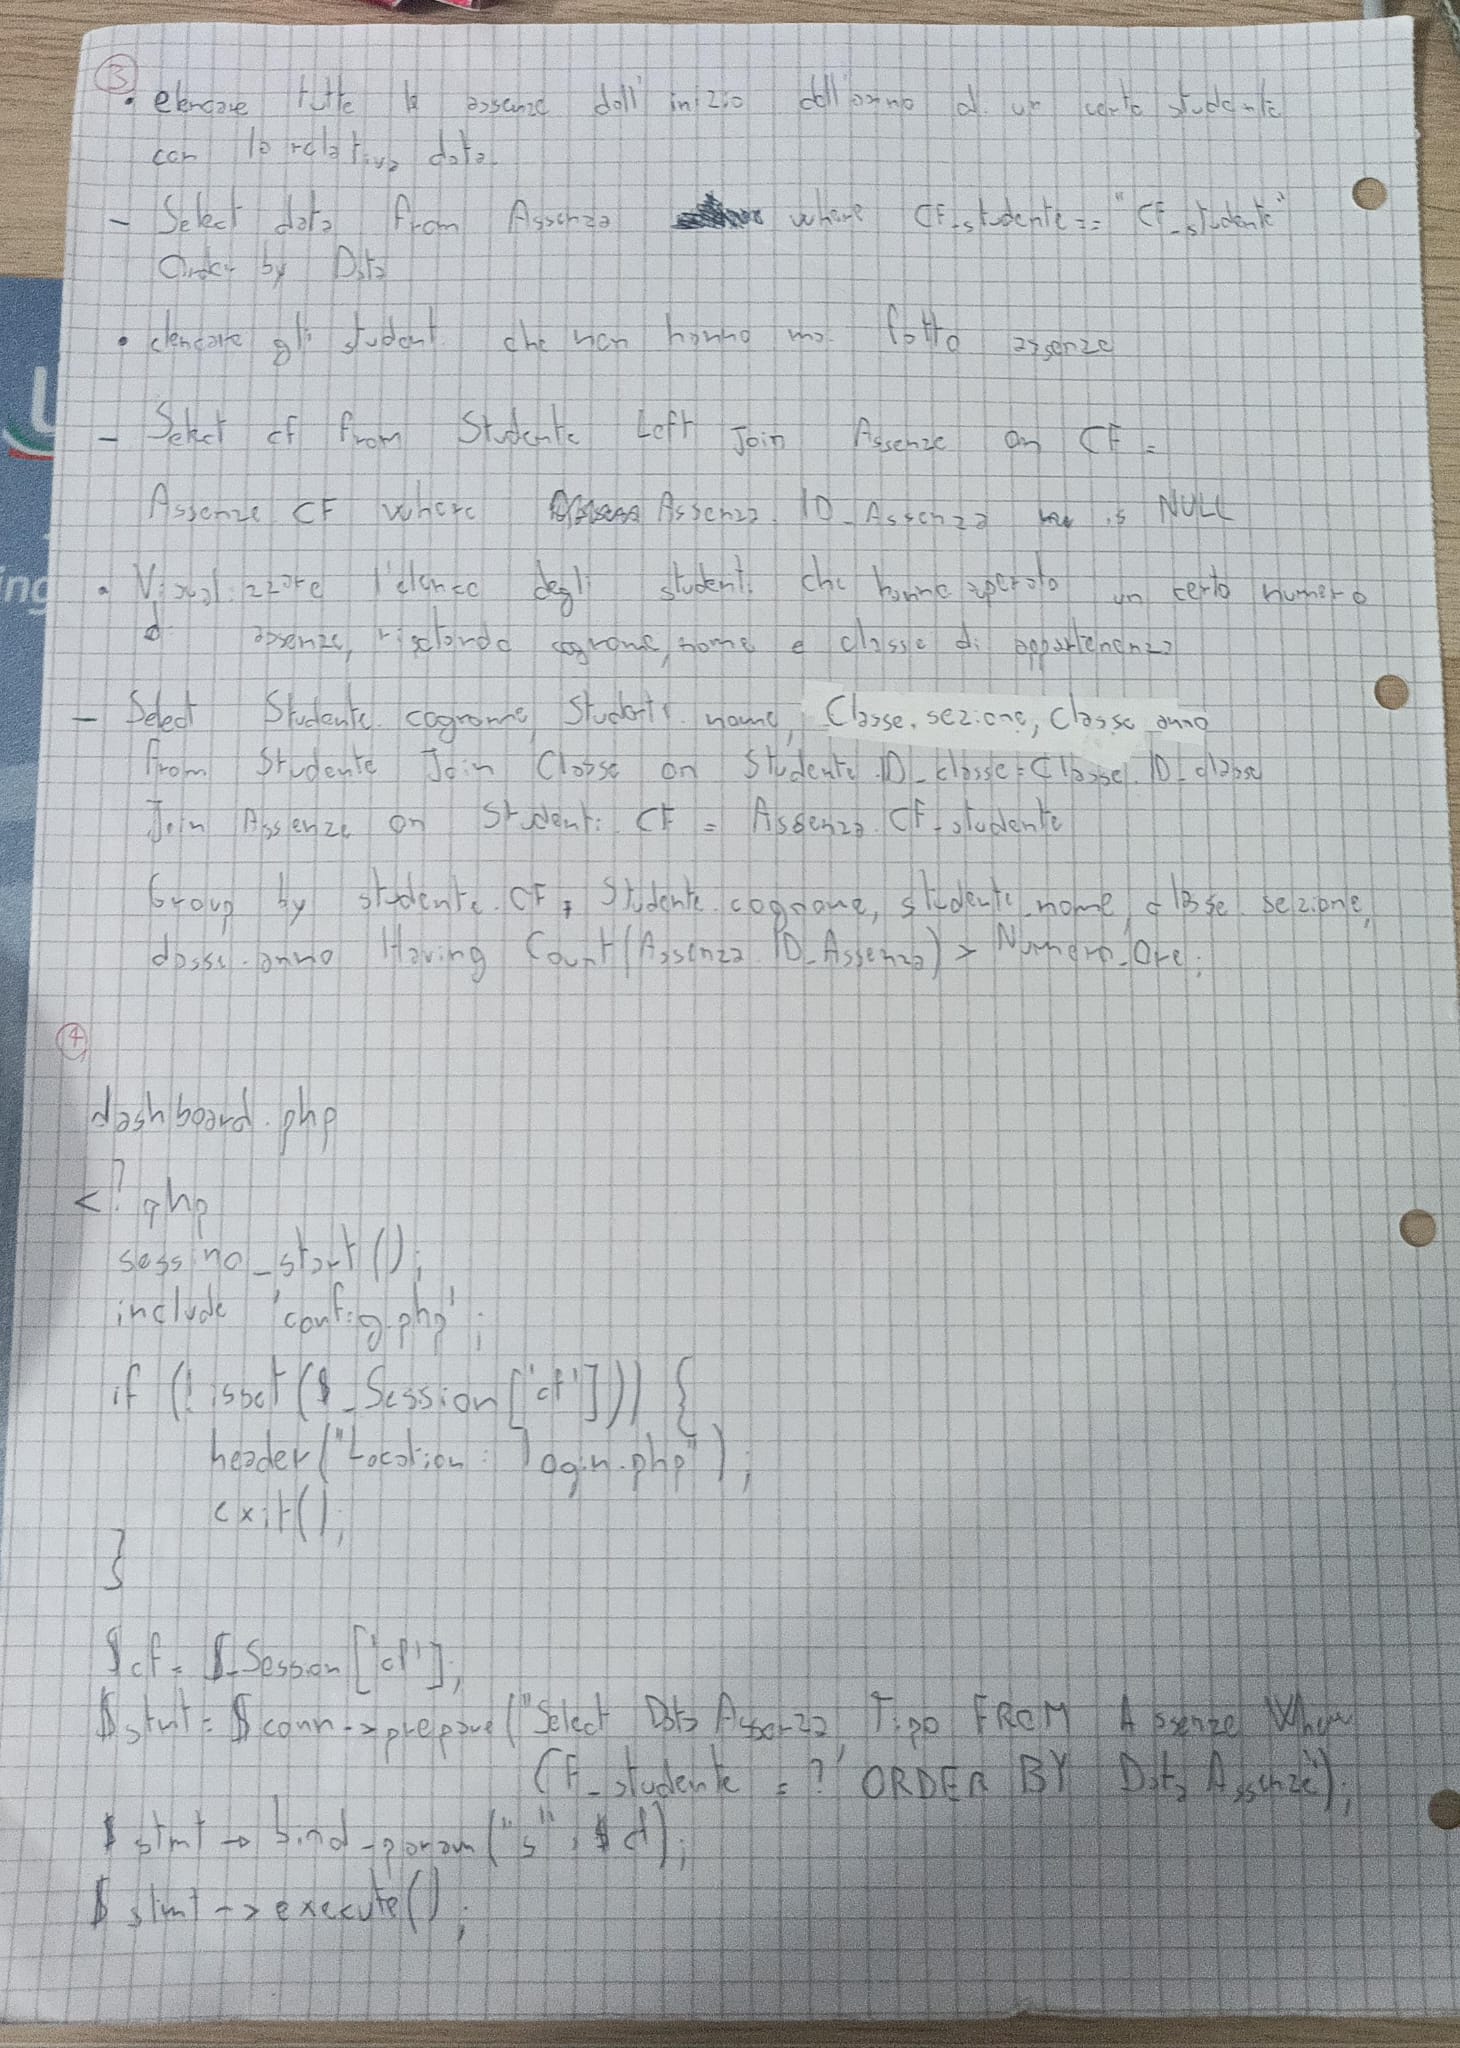 3
• elencare tutte le assenze dall'inizio dell'anno di un certo studente
con la relativa data.
- Select data from Assenza where CF_studente == "CF_studente"
Order by Data
• elencare gli studenti che non hanno mai fatto assenze
- Select cf from Studente Left Join Assenze on CF =
Assenze.CF where Assenza.ID_Assenza is NULL
• Visualizzare l'elenco degli studenti che hanno superato un certo numero
di assenze, cognome, nome e classe di appartenenza
- Select Studente.cognome, Studente.nome, Classe.sezione, Classe.anno
From Studente Join Classe on Studente.ID_classe = Classe.ID_classe
Join Assenze on Studenti.CF = Assenza.CF_studente
Group by studente.CF, Studente.cognome, studente.nome, classe.sezione,
classe.anno Having Count(Assenza.ID_Assenza) > Numero_Ore;
4
dashboard.php
<?php
sessino_start();
include 'config.php';
if (!isset($_Session['cf'])) {
header("Location: login.php");
exit();
}
$cf = $_Session['cf'];
$stmt = $conn->prepare("Select Data Assenza, Tipo FROM Assenze Where
CF_studente = ? ORDER BY Data Assenze");
$stmt->bind_param("s", $cf);
$stmt->execute();
ing